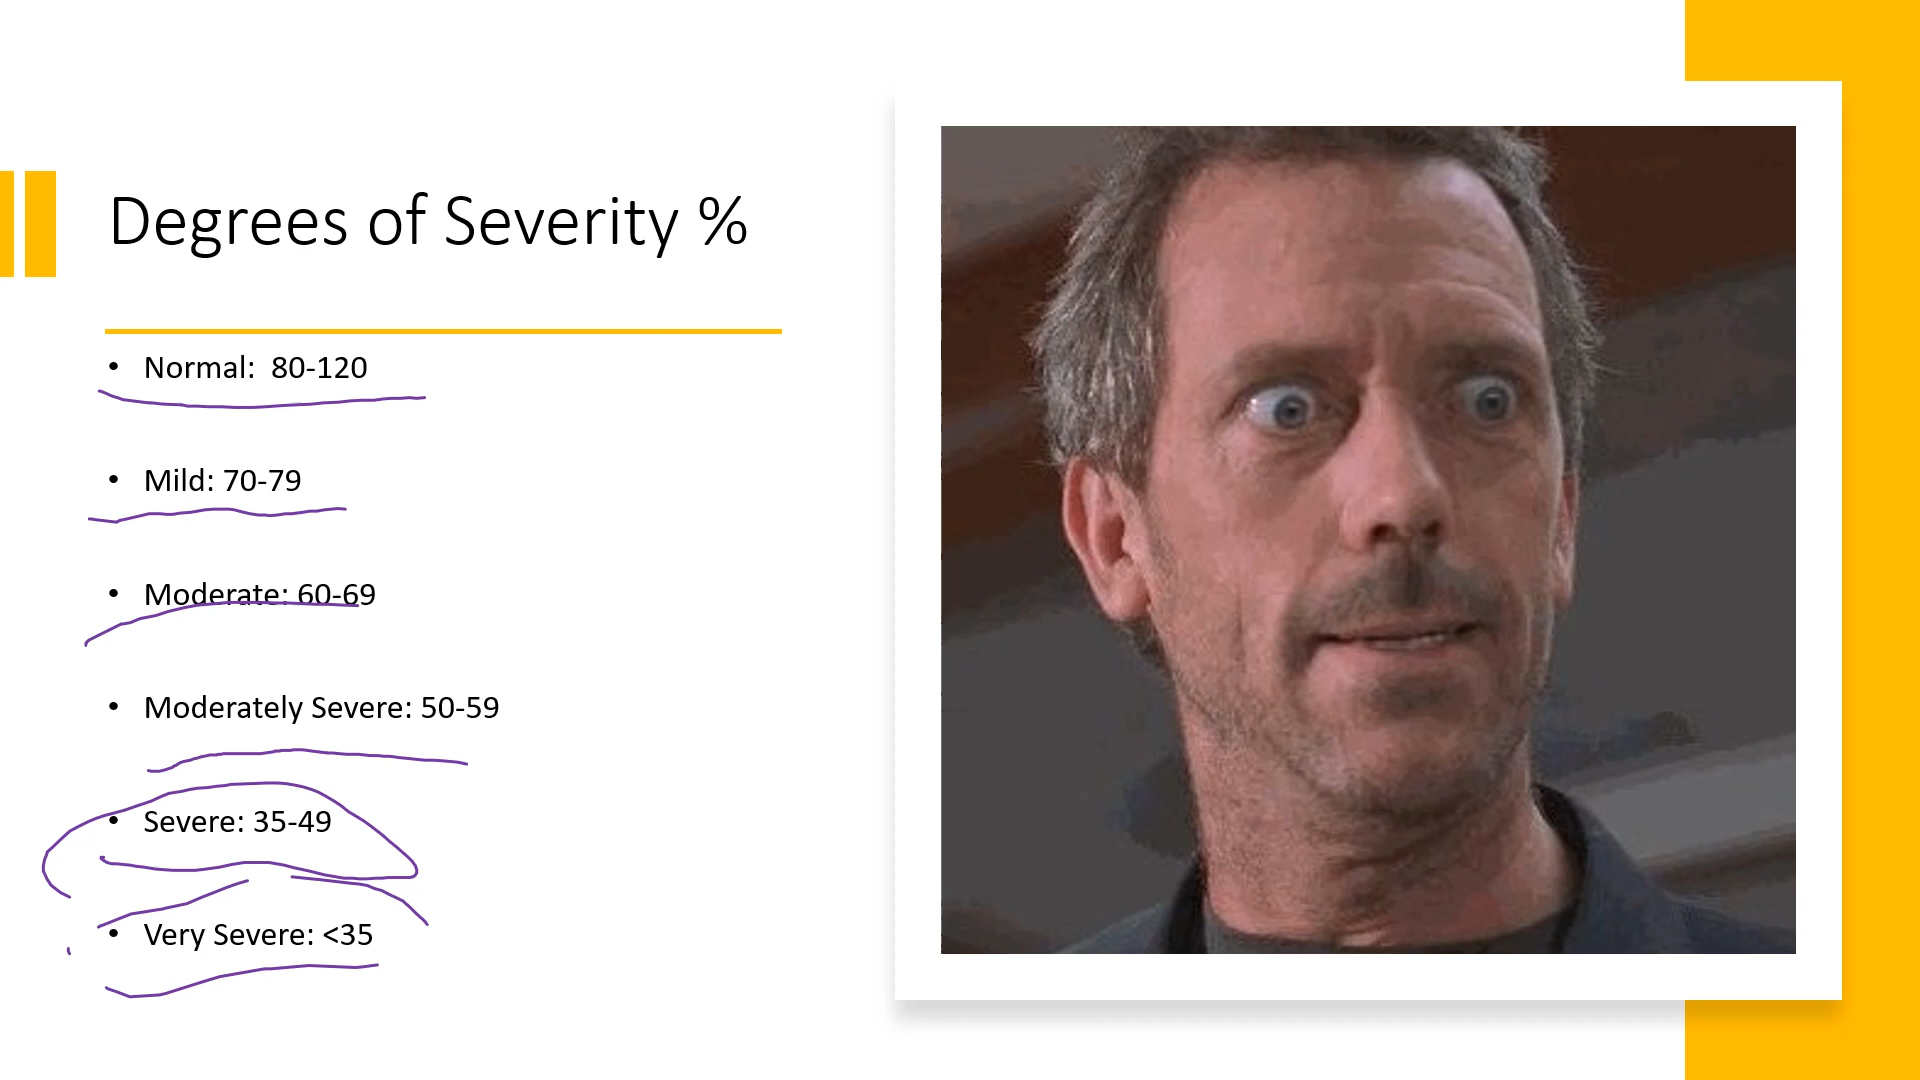 Degrees of Severity %
• Normal:  80-120
• Mild: 70-79
• Moderate: 60-69
• Moderately Severe: 50-59
• Severe: 35-49
• Very Severe: <35